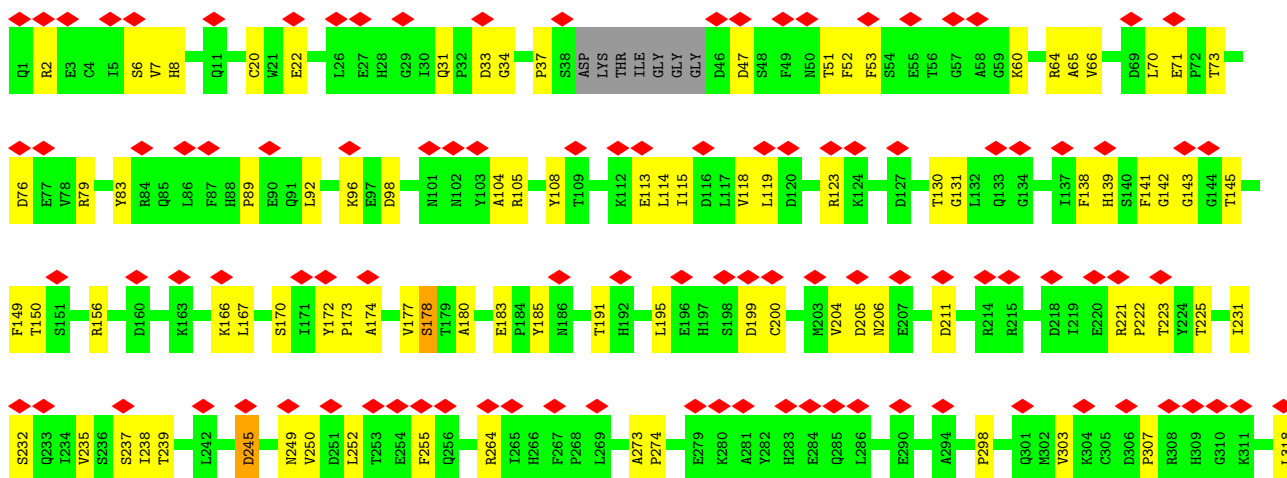 Q1 R2 E3 C4 I5 S6 V7 H8 Q11 C20 W21 E22 L26 E27 H28 G29 I30 Q31 P32 D33 G34 P37 S38 ASP LYS THR ILE GLY GLY GLY D46 D47 S48 F49 N50 T51 F52 F53 S54 E55 T56 G57 A58 G59 K60 R64 A65 V66 D69 L70 E71 P72 T73
D76 E77 V78 R79 Y83 R84 Q85 L86 F87 H88 P89 E90 Q91 L92 K96 E97 D98 N101 N102 Y103 A104 R105 Y108 T109 K112 E113 L114 I115 D116 L117 V118 L119 D120 R123 K124 D127 T130 G131 L132 Q133 G134 I137 F138 H139 S140 F141 G142 G143 G144 T145
F149 T150 S151 R156 D160 K163 K166 L167 S170 I171 Y172 P173 A174 V177 S178 T179 A180 E183 P184 Y185 N186 T191 H192 L195 E196 H197 S198 D199 C200 M203 V204 D205 N206 E207 D211 R214 R215 D218 I219 E220 R221 P222 T223 Y224 T225 I231
S232 Q233 I234 V235 S236 S237 I238 T239 L242 D245 N249 V250 D251 L252 T253 E254 F255 Q256 R264 I265 H266 F267 P268 L269 A273 P274 E279 K280 A281 Y282 H283 E284 Q285 L286 E290 A294 P298 Q301 M302 V303 K304 C305 D306 P307 R308 H309 G310 K311